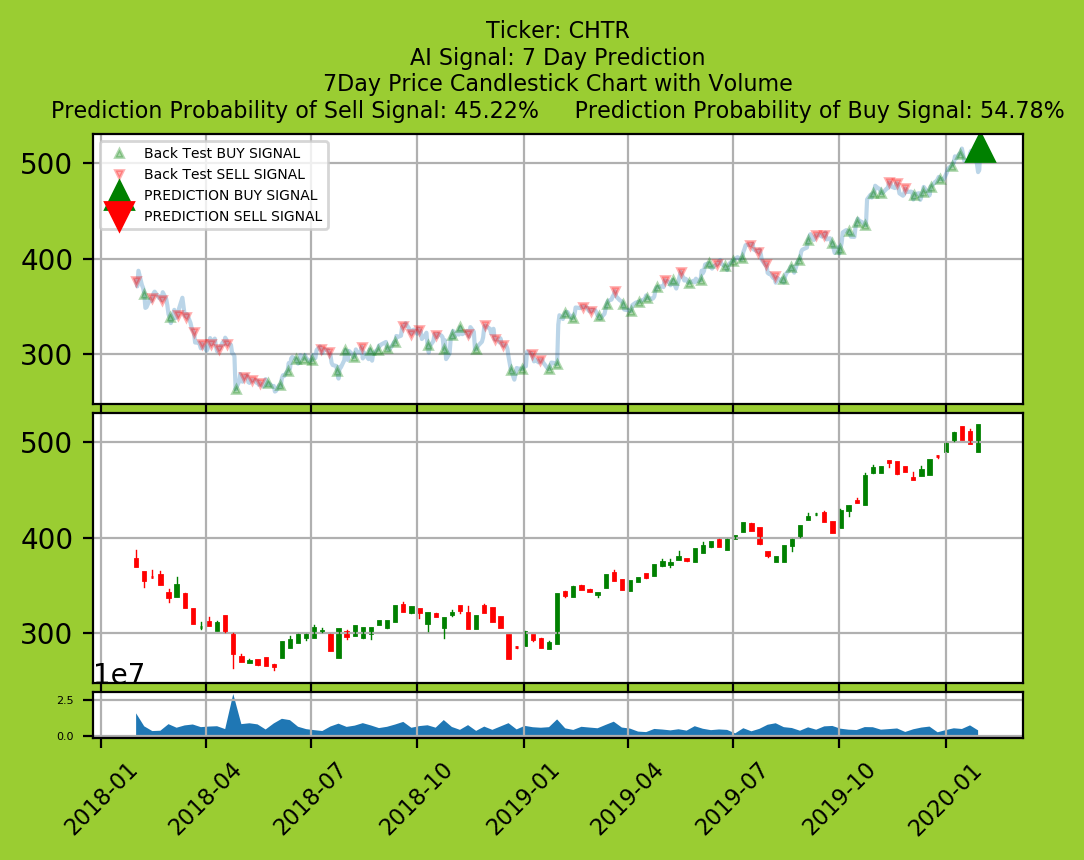 Ticker: CHTR
AI Signal: 7 Day Prediction
7Day Price Candlestick Chart with Volume
Prediction Probability of Sell Signal: 45.22% Prediction Probability of Buy Signal: 54.78%
Back Test BUY SIGNAL
Back Test SELL SIGNAL
PREDICTION BUY SIGNAL
PREDICTION SELL SIGNAL
500
400
300
500
400
300
1e7
2.5
0.0
2018-01
2018-04
2018-07
2018-10
2019-01
2019-04
2019-07
2019-10
2020-01